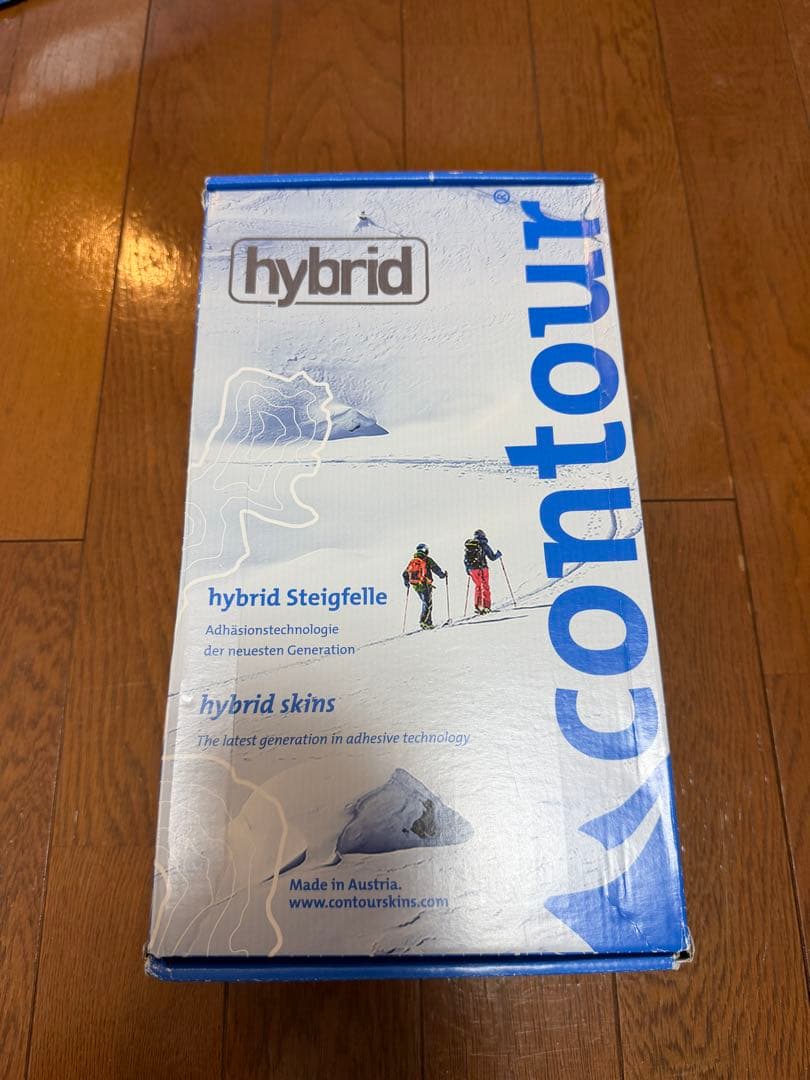 hybrid
contour®
hybrid Steigfelle
Adhäsionstechnologie
der neuesten Generation
hybrid skins
The latest generation in adhesive technology
Made in Austria.
www.contourskins.com